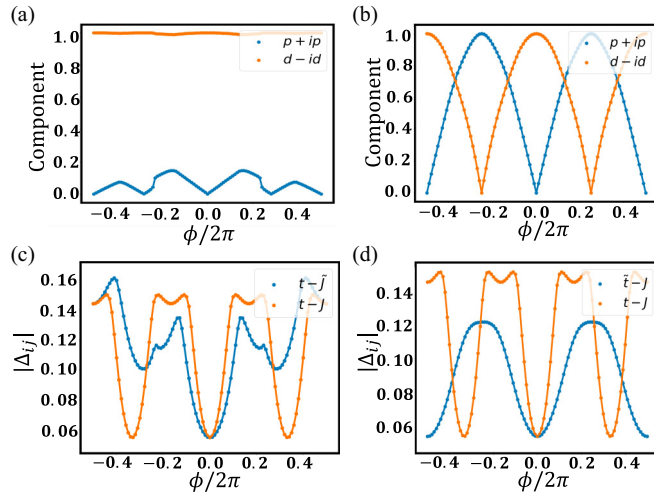 (a)
1.0
0.8
0.6
0.4
0.2
0.0
Component
p + ip
d − id
−0.4 −0.2 0.0 0.2 0.4
ϕ/2π
(b)
1.0
0.8
0.6
0.4
0.2
0.0
Component
p + ip
d − id
−0.4 −0.2 0.0 0.2 0.4
ϕ/2π
(c)
0.16
0.14
0.12
0.10
0.08
0.06
|Δij|
t − J̃
t − J
−0.4 −0.2 0.0 0.2 0.4
ϕ/2π
(d)
0.14
0.12
0.10
0.08
0.06
|Δij|
t̃ − J
t − J
−0.4 −0.2 0.0 0.2 0.4
ϕ/2π